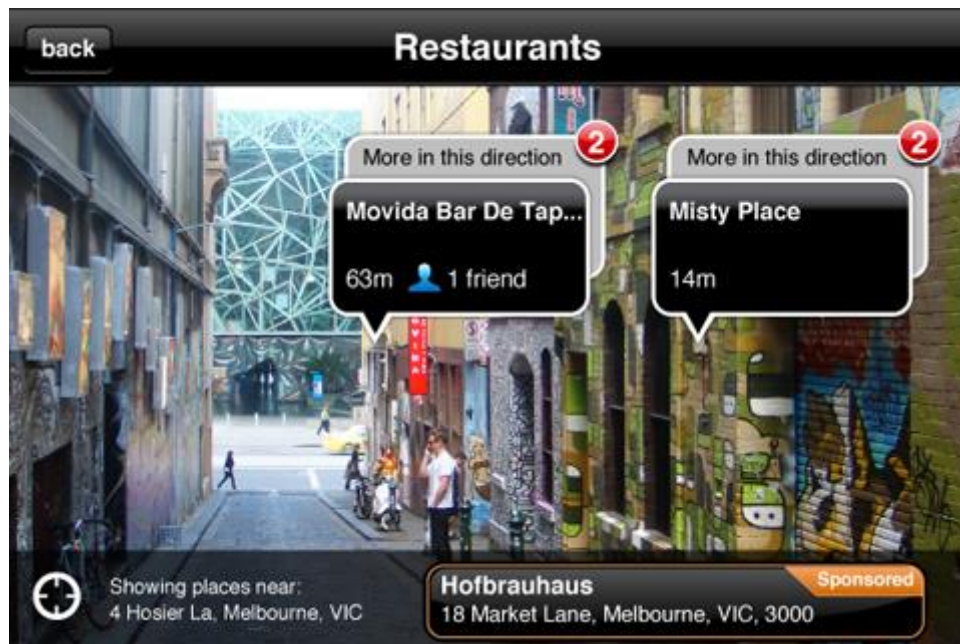 back
Restaurants
More in this direction
2
Movida Bar De Tap...
63m 1 friend
More in this direction
2
Misty Place
14m
Showing places near:
4 Hosier La, Melbourne, VIC
Hofbrauhaus
Sponsored
18 Market Lane, Melbourne, VIC, 3000